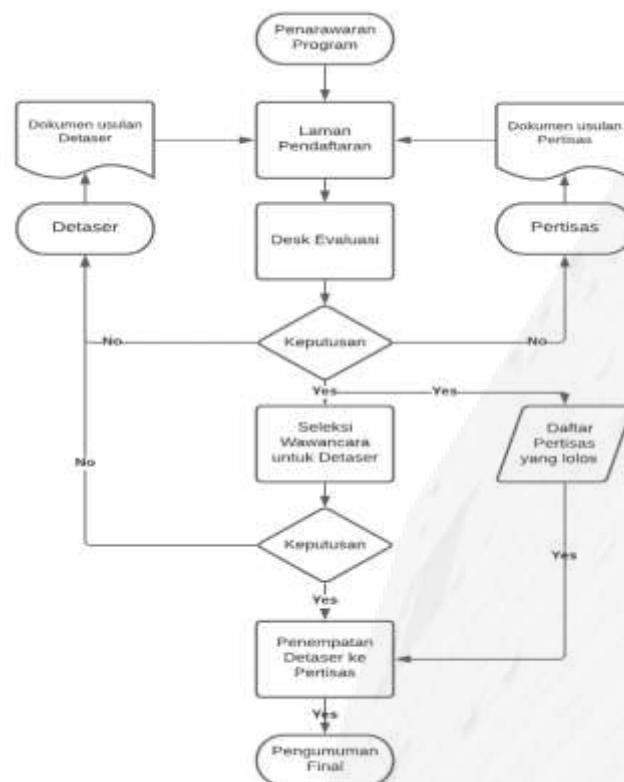 Penarawaran
Program
Dokumen usulan
Detaser
Laman
Pendaftaran
Dokumen usulan
Pertisas
Detaser
Desk Evaluasi
Pertisas
No
Keputusan
No
Yes
Yes
Seleksi
Wawancara
untuk Detaser
Daftar
Pertisas
yang lolos
No
Keputusan
Yes
Yes
Penempatan
Detaser ke
Pertisas
Yes
Pengumuman
Final